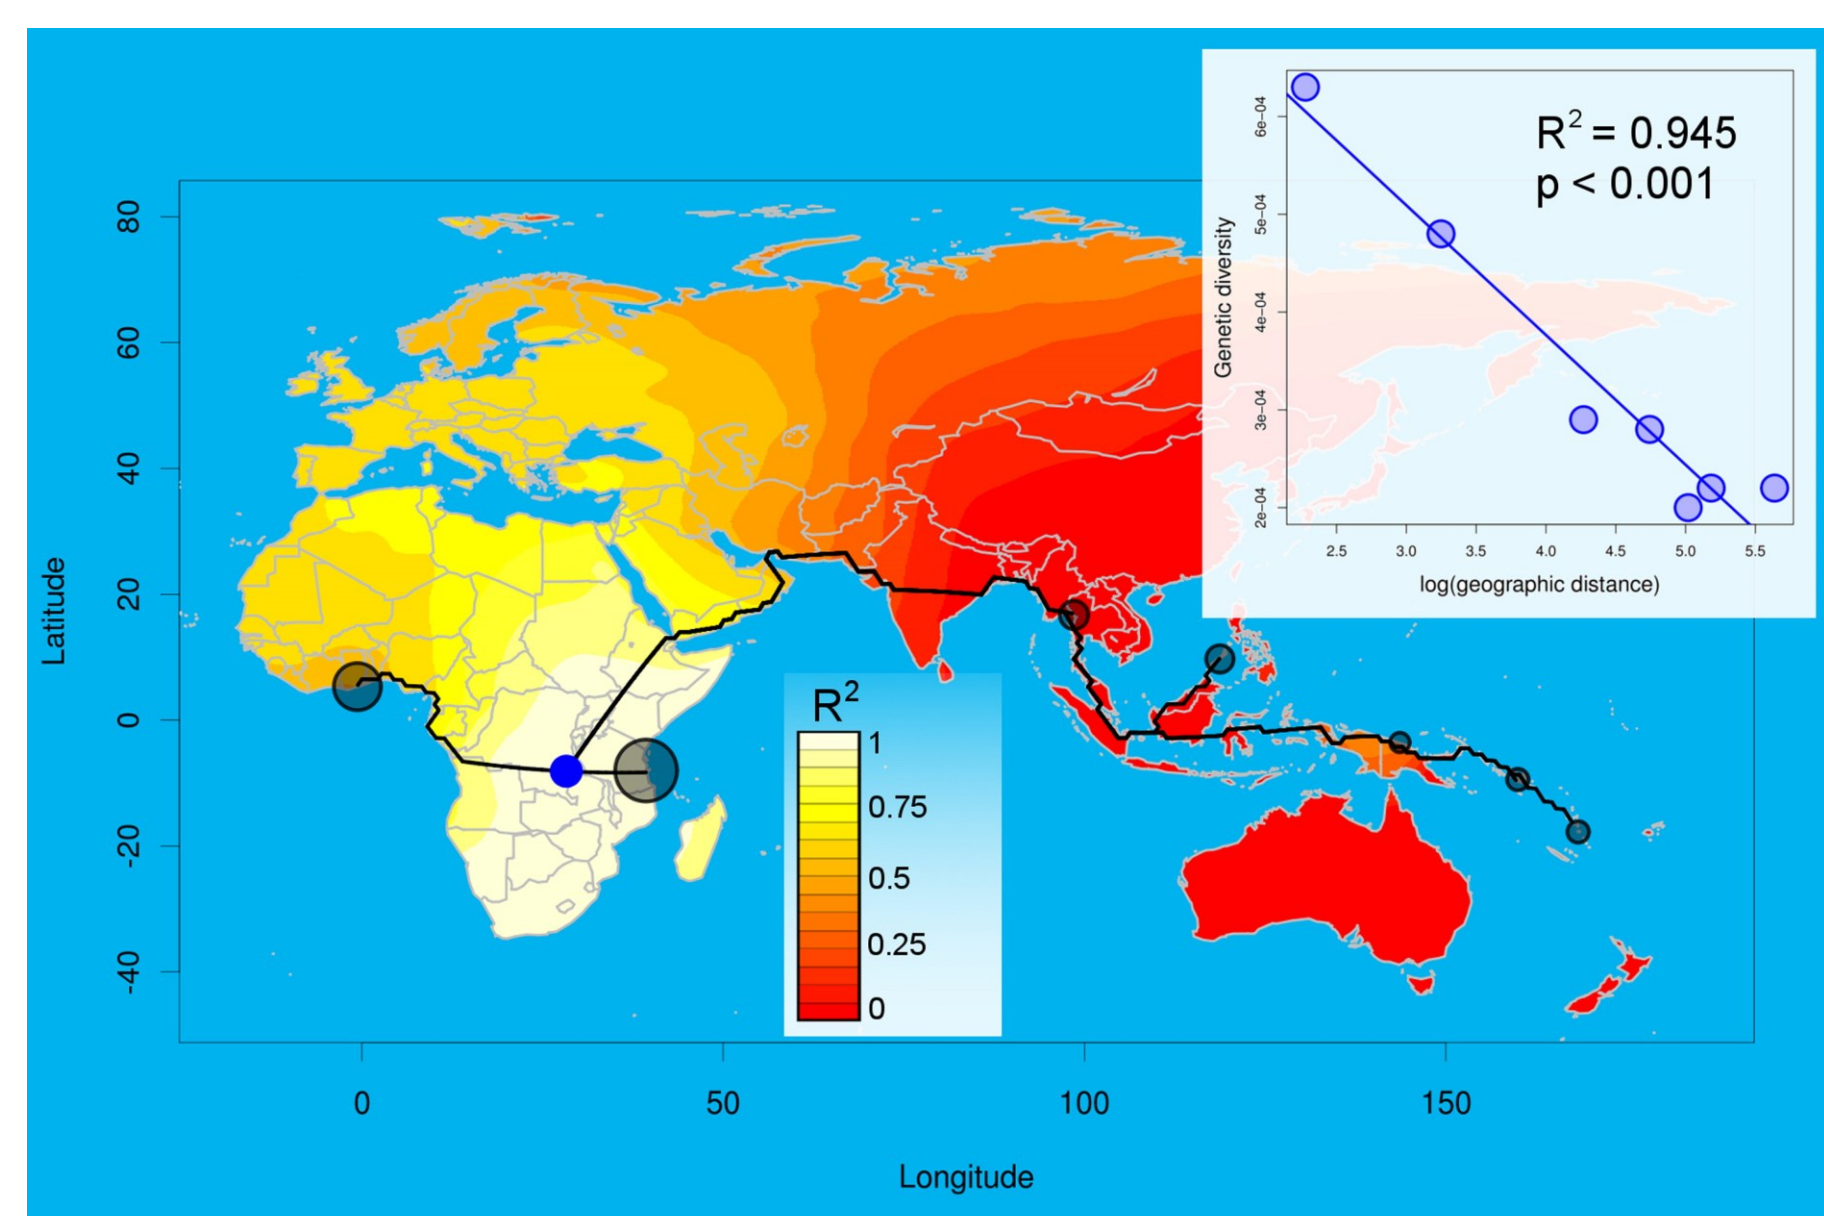 R2 = 0.945
p < 0.001
Genetic diversity
6e−04
5e−04
4e−04
3e−04
2e−04
2.5 3.0 3.5 4.0 4.5 5.0 5.5
log(geographic distance)
Latitude
80
60
40
20
0
-20
-40
R2
1
0.75
0.5
0.25
0
0 50 100 150
Longitude